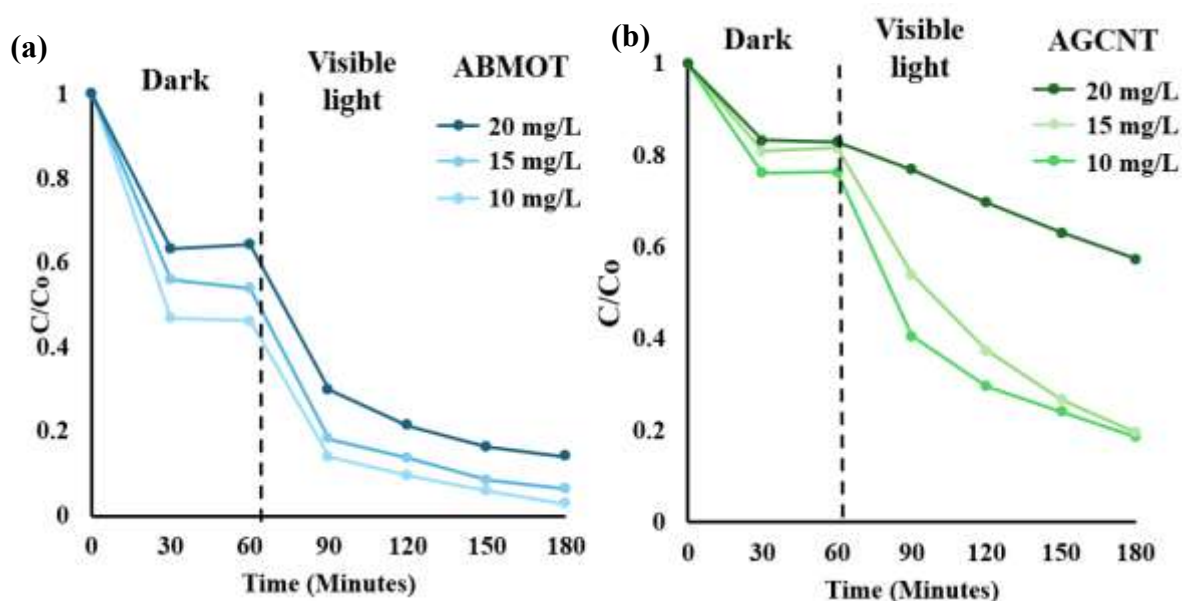 (a)
Dark
Visible
light
ABMOT
20 mg/L
15 mg/L
10 mg/L
C/Co
1
0.8
0.6
0.4
0.2
0
0
30
60
90
120
150
180
Time (Minutes)
(b)
Dark
Visible
light
AGCNT
20 mg/L
15 mg/L
10 mg/L
C/Co
1
0.8
0.6
0.4
0.2
0
0
30
60
90
120
150
180
Time (Minutes)